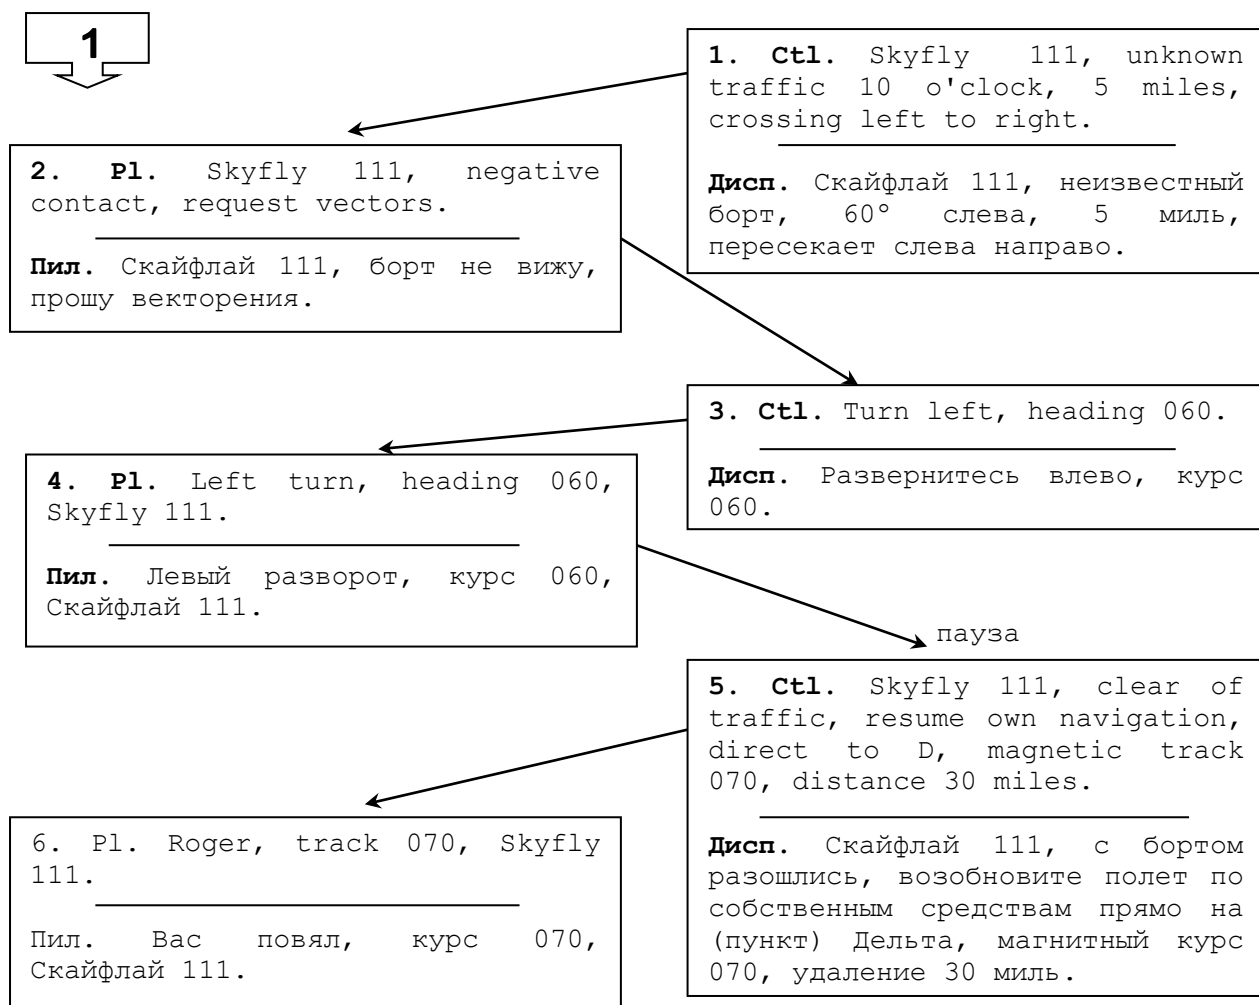 1
1. Ctl. Skyfly 111, unknown
traffic 10 o'clock, 5 miles,
crossing left to right.
Дисп. Скайфлай 111, неизвестный
борт, 60° слева, 5 миль,
пересекает слева направо.
2. Pl. Skyfly 111, negative
contact, request vectors.
Пил. Скайфлай 111, борт не вижу,
прошу векторения.
3. Ctl. Turn left, heading 060.
Дисп. Развернитесь влево, курс
060.
4. Pl. Left turn, heading 060,
Skyfly 111.
Пил. Левый разворот, курс 060,
Скайфлай 111.
пауза
5. Ctl. Skyfly 111, clear of
traffic, resume own navigation,
direct to D, magnetic track
070, distance 30 miles.
Дисп. Скайфлай 111, с бортом
разошлись, возобновите полет по
собственным средствам прямо на
(пункт) Дельта, магнитный курс
070, удаление 30 миль.
6. Pl. Roger, track 070, Skyfly
111.
Пил. Вас повял, курс 070,
Скайфлай 111.